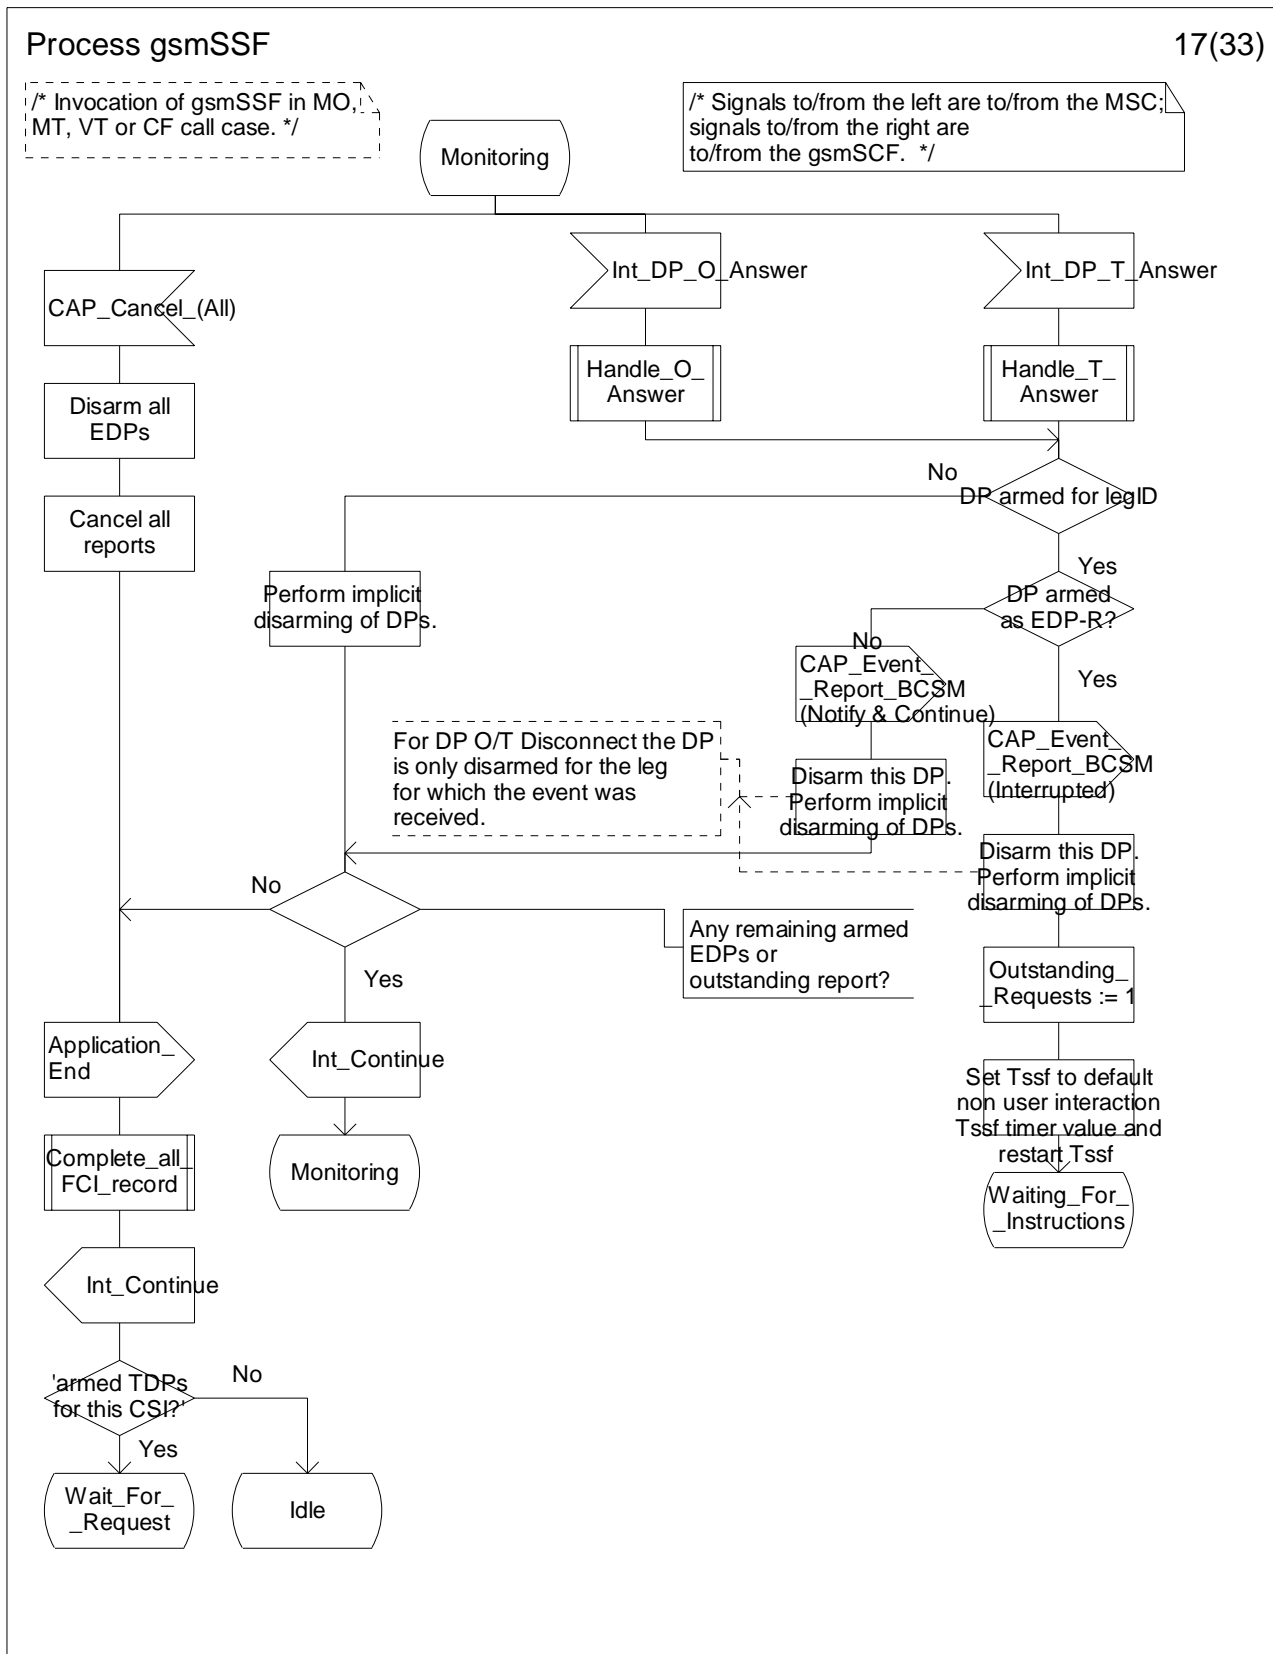 Process gsmSSF
17(33)
/* Invocation of gsmSSF in MO,
MT, VT or CF call case. */
/* Signals to/from the left are to/from the MSC;
signals to/from the right are
to/from the gsmSCF.  */
Monitoring
CAP_Cancel_(All)
Int_DP_O_Answer
Int_DP_T_Answer
Handle_O_
Answer
Handle_T_
Answer
Disarm all
EDPs
No
DP armed for legID
Cancel all
reports
Yes
Perform implicit
disarming of DPs.
DP armed
as EDP-R?
No
CAP_Event_
_Report_BCSM
(Notify & Continue)
Yes
For DP O/T Disconnect the DP
is only disarmed for the leg
for which the event was
received.
CAP_Event_
_Report_BCSM
(Interrupted)
Disarm this DP.
Perform implicit
disarming of DPs.
Disarm this DP.
Perform implicit
disarming of DPs.
No
Any remaining armed
EDPs or
outstanding report?
Yes
Outstanding_
_Requests := 1
Application_
End
Int_Continue
Set Tssf to default
non user interaction
Tssf timer value and
restart Tssf
Complete_all_
FCI_record
Monitoring
Waiting_For_
_Instructions
Int_Continue
'armed TDPs
for this CSI?'
No
Yes
Wait_For_
_Request
Idle